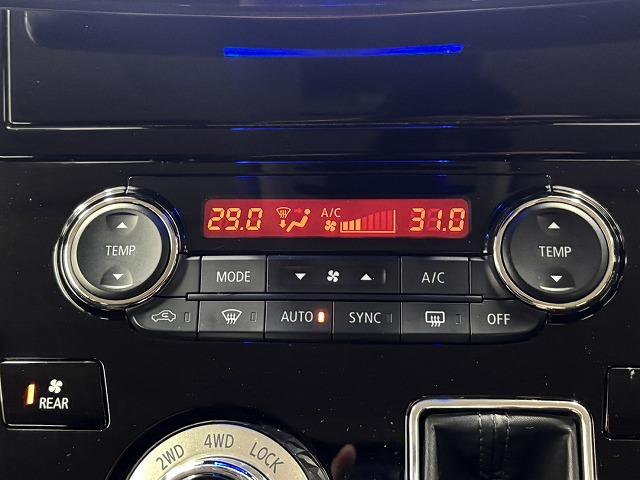 29.0 A/C 31.0
TEMP TEMP
MODE A/C
AUTO SYNC OFF
REAR
2WD 4WD LOCK